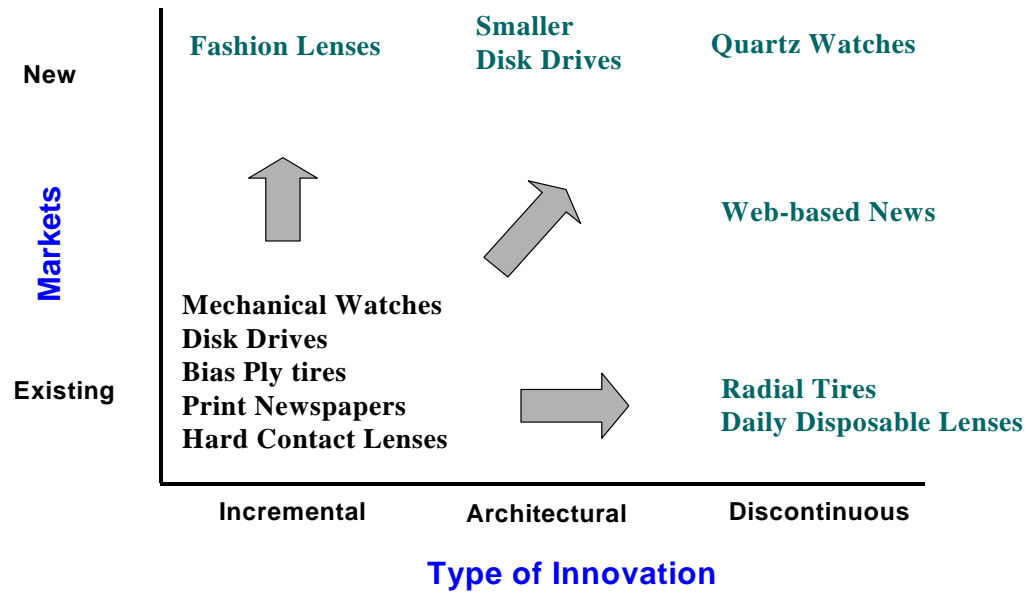 Fashion Lenses
Smaller
Disk Drives
Quartz Watches
New
Markets
Web-based News
Mechanical Watches
Disk Drives
Bias Ply tires
Print Newspapers
Hard Contact Lenses
Existing
Radial Tires
Daily Disposable Lenses
Incremental
Architectural
Discontinuous
Type of Innovation